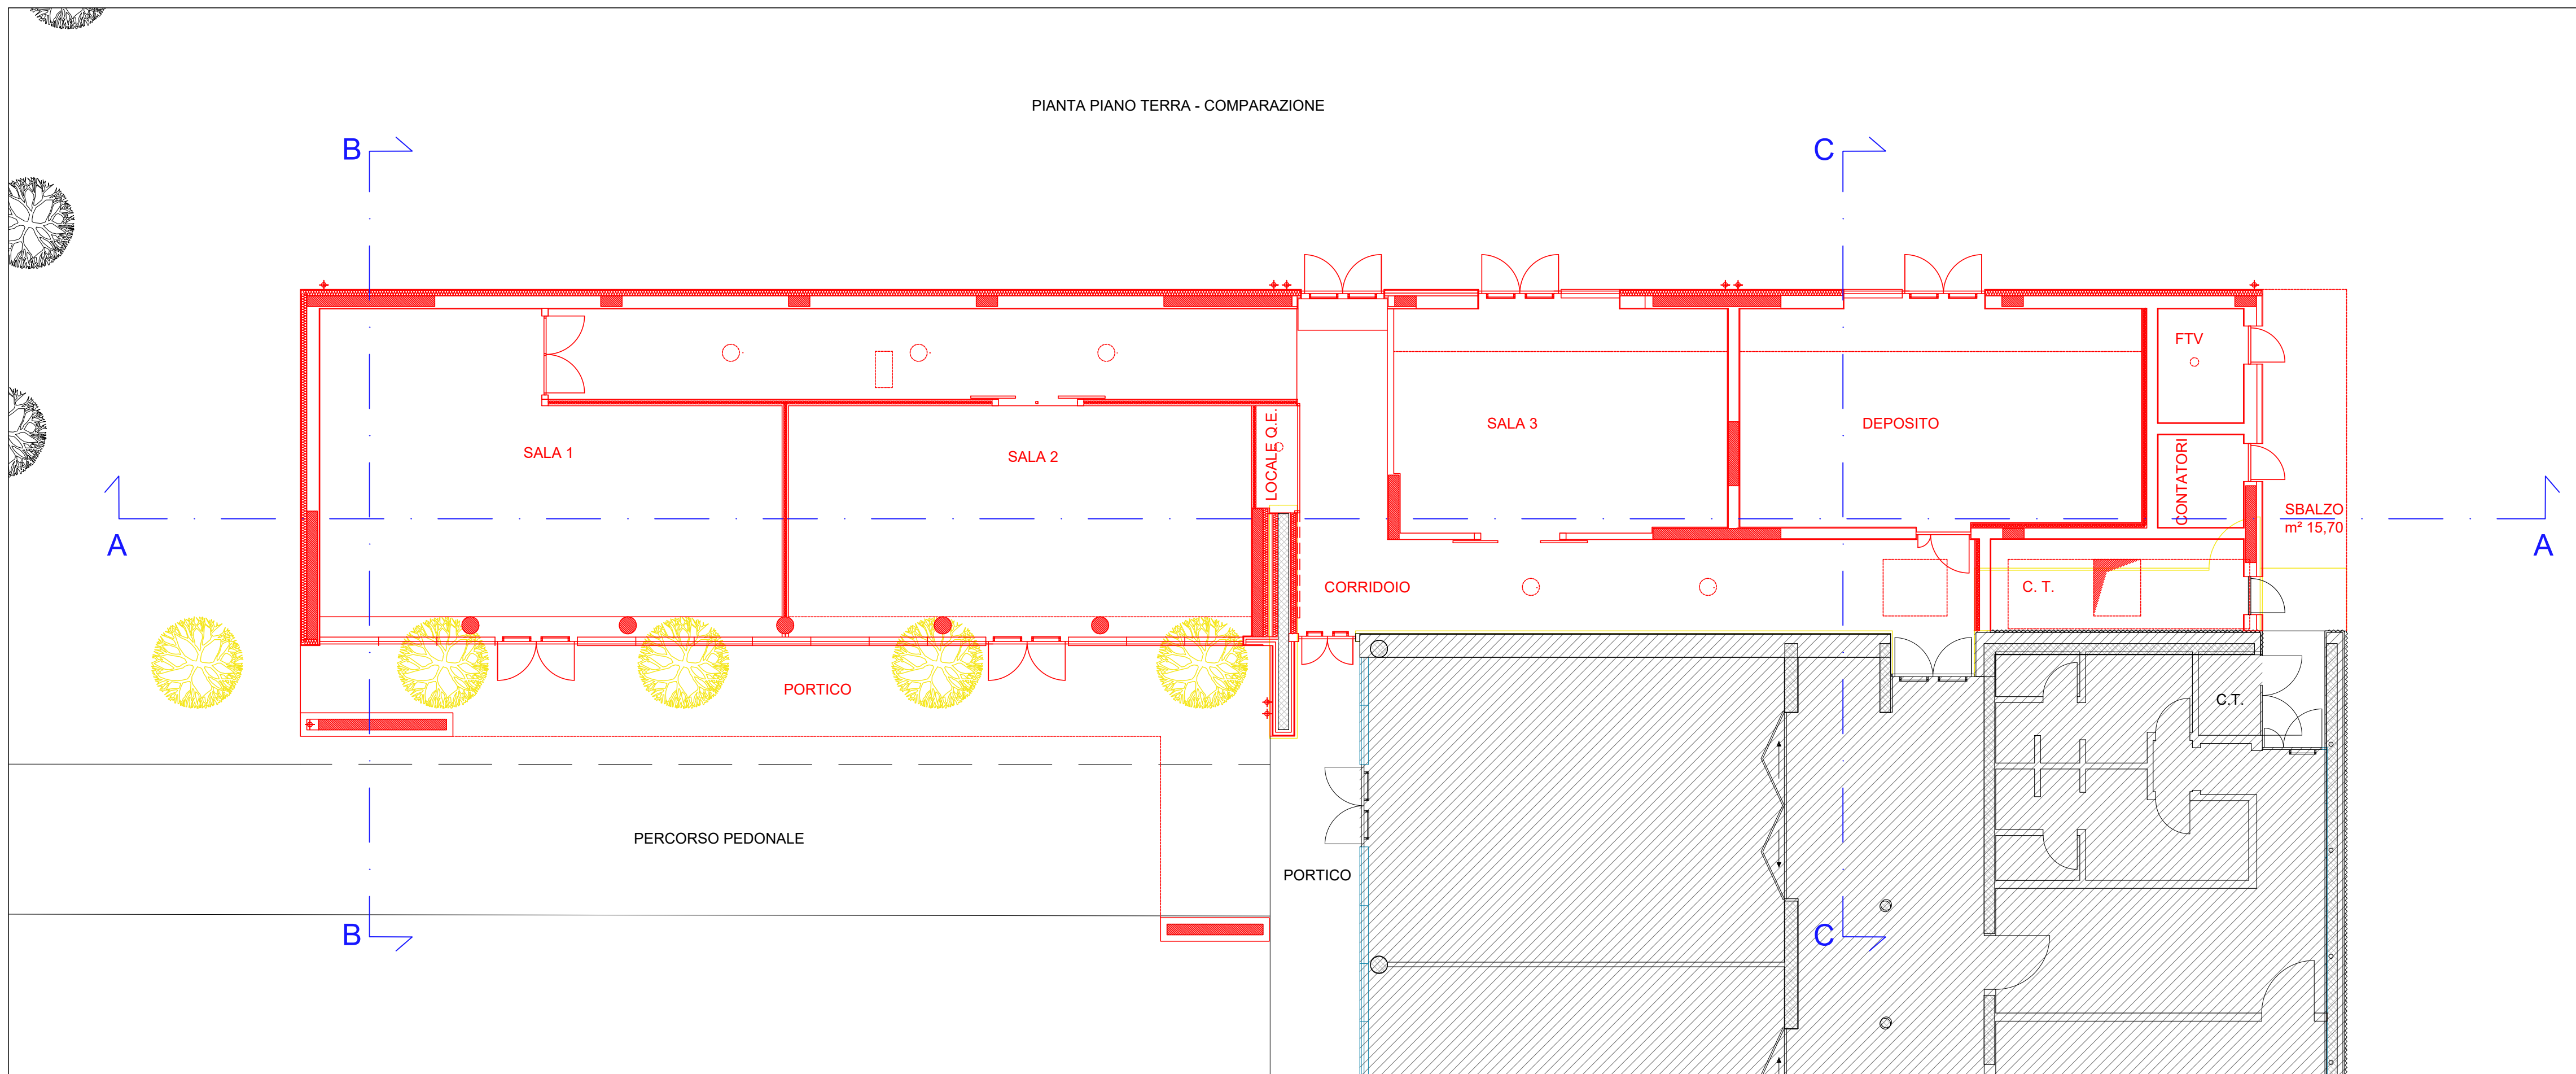 PIANTA PIANO TERRA - COMPARAZIONE
B
C
FTV
SALA 3
DEPOSITO
SALA 1
SALA 2
LOCALE Q.E.
CONTATORI
SBALZO
m² 15,70
A
A
CORRIDOIO
C. T.
PORTICO
C.T.
PERCORSO PEDONALE
PORTICO
B
C